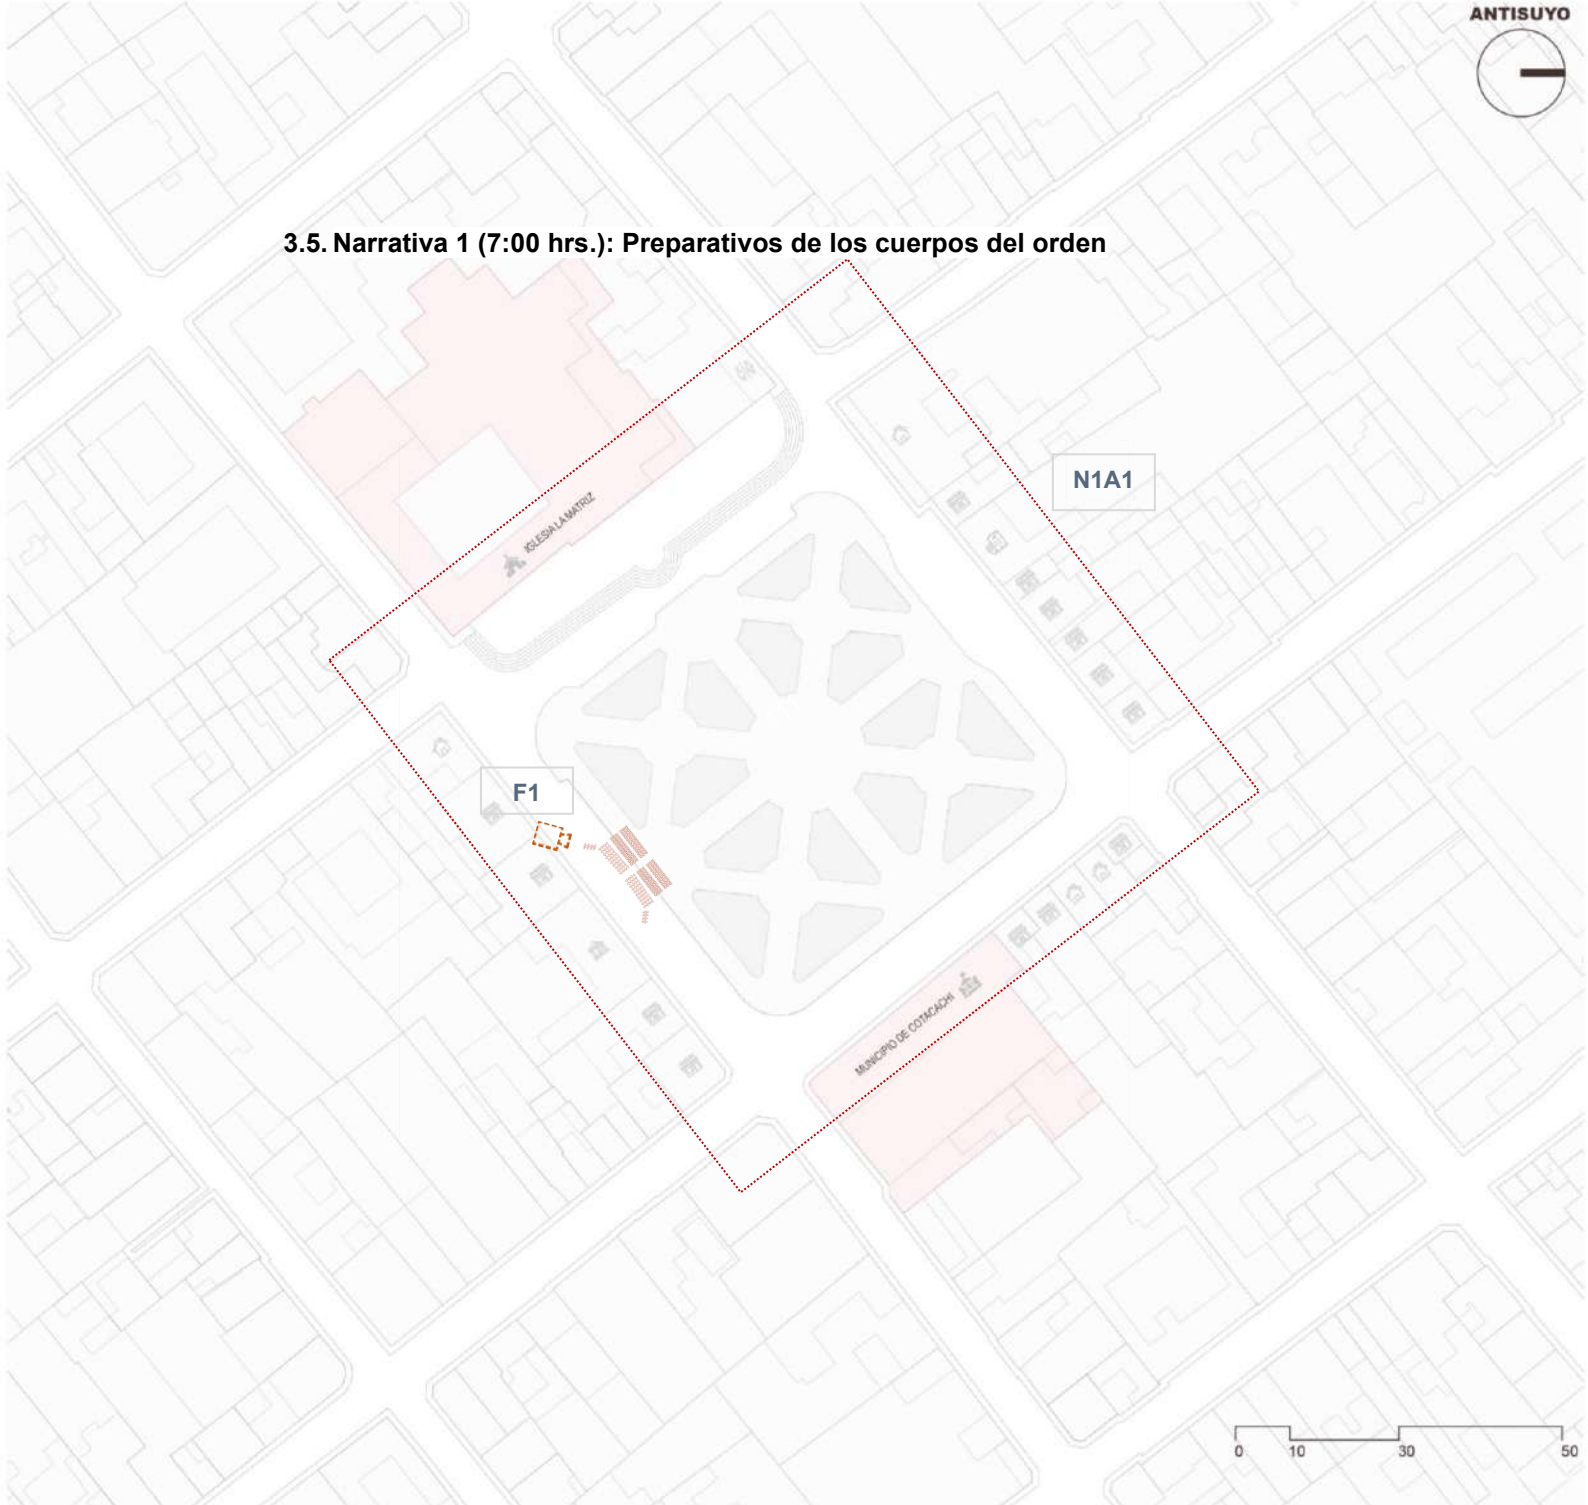 ANTISUYO
3.5. Narrativa 1 (7:00 hrs.): Preparativos de los cuerpos del orden
N1A1
IGLESIA LA MATRIZ
F1
MUNICIPIO DE COTACACHI
0 10 30 50